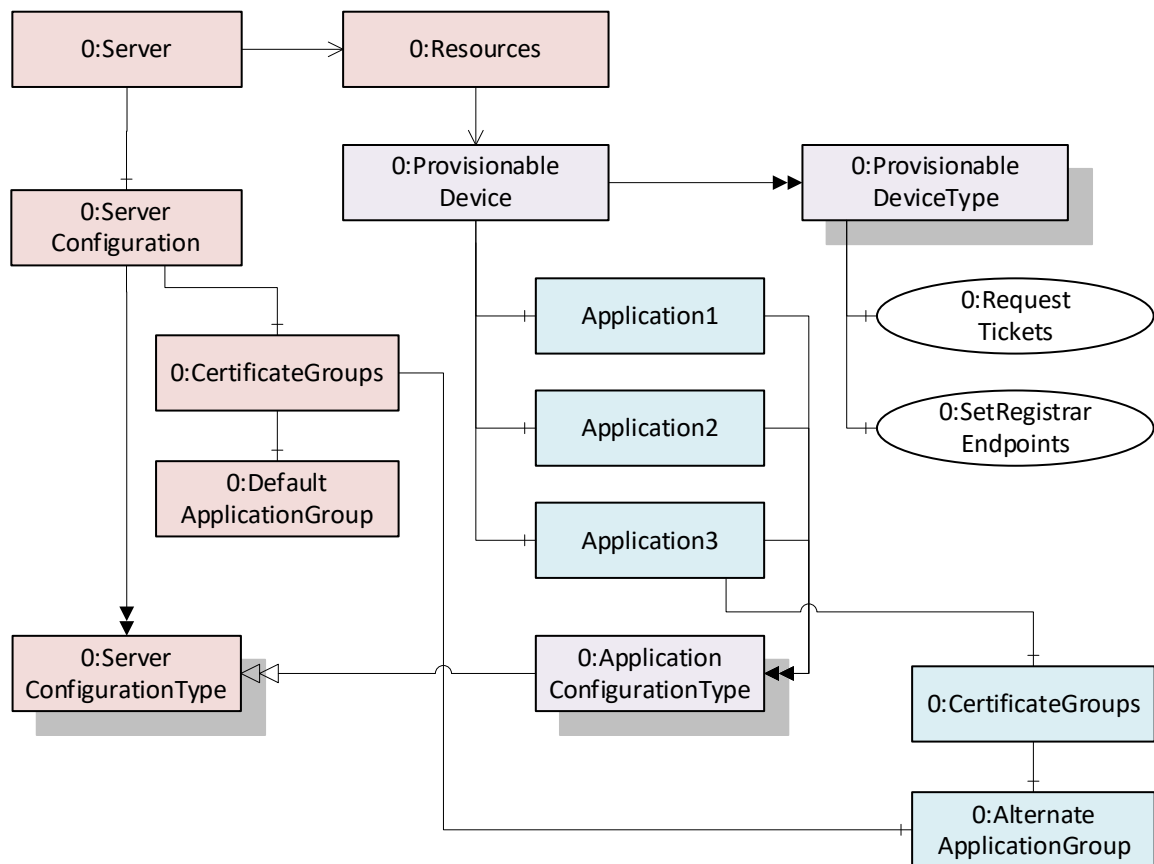 0:Server
0:Resources
0:Provisionable
Device
0:Provisionable
DeviceType
0:Server
Configuration
Application1
0:Request
Tickets
0:CertificateGroups
Application2
0:SetRegistrar
Endpoints
0:Default
ApplicationGroup
Application3
0:Server
ConfigurationType
0:Application
ConfigurationType
0:CertificateGroups
0:Alternate
ApplicationGroup